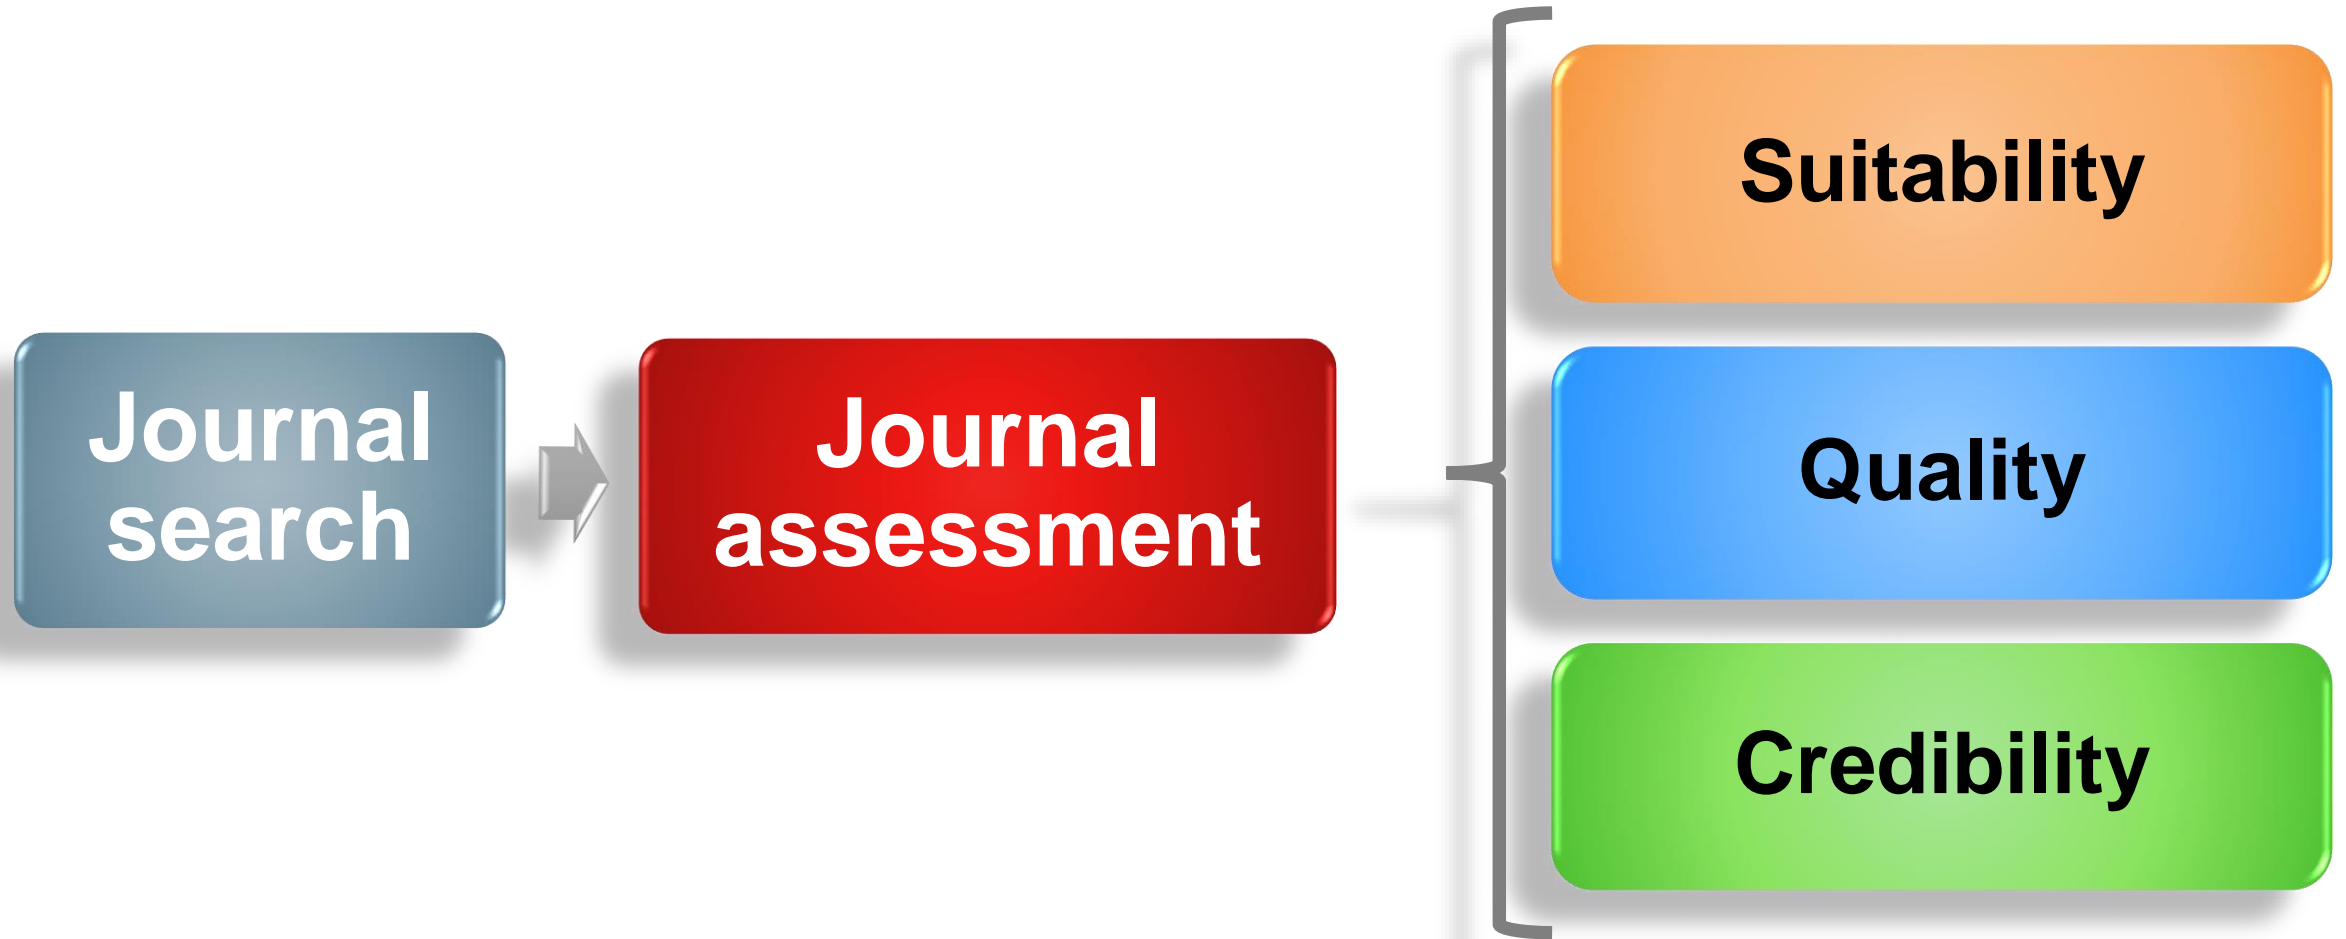 Journal
search
Journal
assessment
Suitability
Quality
Credibility